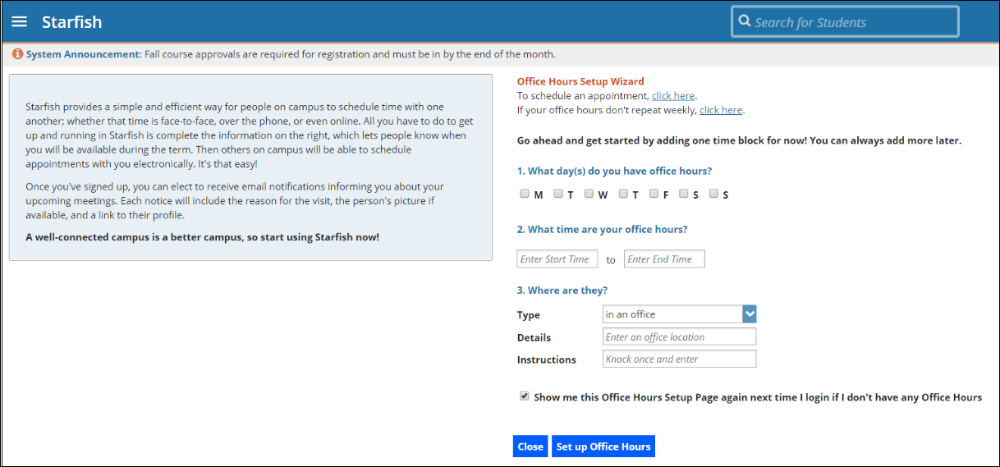 Starfish
Search for Students
System Announcement: Fall course approvals are required for registration and must be in by the end of the month.
Starfish provides a simple and efficient way for people on campus to schedule time with one
another; whether that time is face-to-face, over the phone, or even online. All you have to do to get
up and running in Starfish is complete the information on the right, which lets people know when
you will be available during the term. Then others on campus will be able to schedule
appointments with you electronically. It's that easy!
Once you've signed up, you can elect to receive email notifications informing you about your
upcoming meetings. Each notice will include the reason for the visit, the person's picture if
available, and a link to their profile.
A well-connected campus is a better campus, so start using Starfish now!
Office Hours Setup Wizard
To schedule an appointment, click here.
If your office hours don't repeat weekly, click here.
Go ahead and get started by adding one time block for now! You can always add more later.
1. What day(s) do you have office hours?
M T W T F S S
2. What time are your office hours?
Enter Start Time to Enter End Time
3. Where are they?
Type in an office
Details Enter an office location
Instructions Knock once and enter
Show me this Office Hours Setup Page again next time I login if I don't have any Office Hours
Close Set up Office Hours